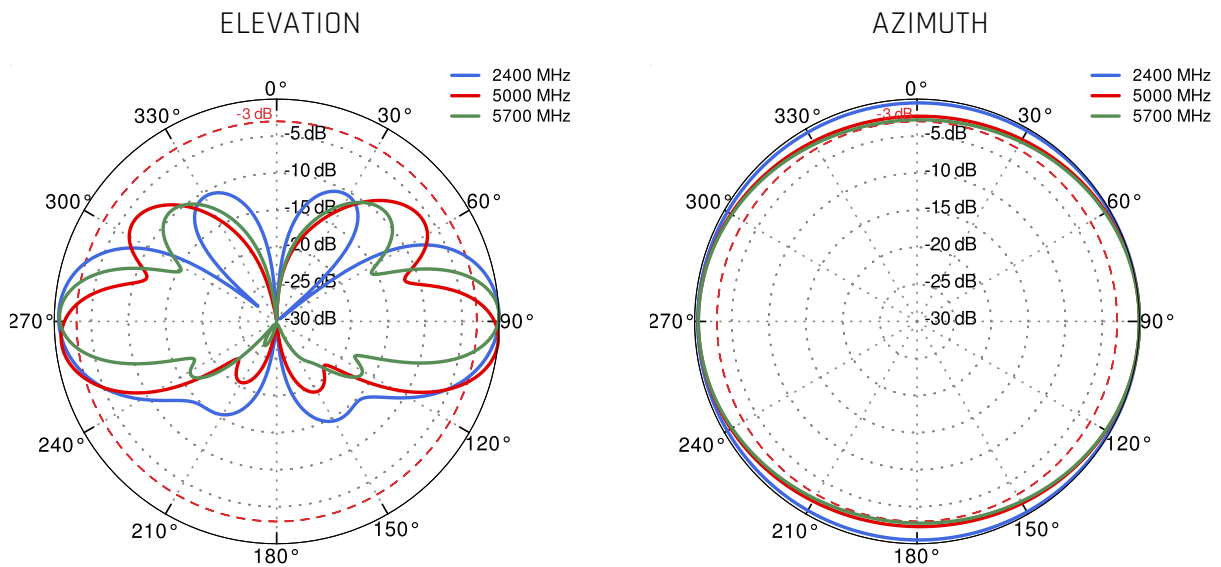 ELEVATION
2400 MHz
5000 MHz
5700 MHz
0°
-3 dB
330°
30°
-5 dB
-10 dB
300°
60°
-15 dB
-20 dB
-25 dB
270°
-30 dB
90°
240°
120°
210°
150°
180°
AZIMUTH
2400 MHz
5000 MHz
5700 MHz
0°
-3 dB
330°
30°
-5 dB
-10 dB
300°
60°
-15 dB
-20 dB
-25 dB
270°
-30 dB
90°
240°
120°
210°
150°
180°